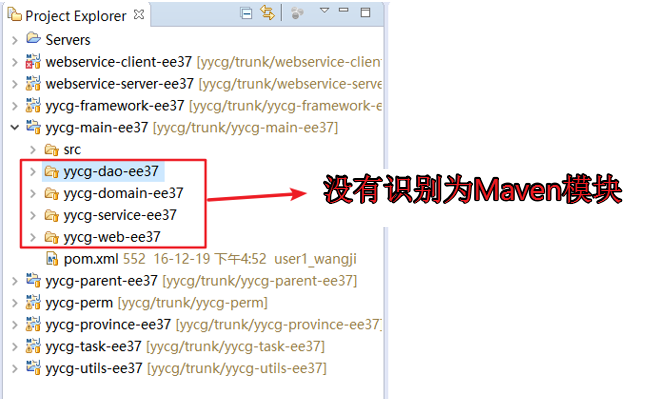 Project Explorer
Servers
webservice-client-ee37 [yycg/trunk/webservice-clien
webservice-server-ee37 [yycg/trunk/webservice-serve
yycg-framework-ee37 [yycg/trunk/yycg-framework-e
yycg-main-ee37 [yycg/trunk/yycg-main-ee37]
src
yycg-dao-ee37
yycg-domain-ee37
yycg-service-ee37
yycg-web-ee37
没有识别为Maven模块
pom.xml 552 16-12-19 下午4:52 user1_wangji
yycg-parent-ee37 [yycg/trunk/yycg-parent-ee37]
yycg-perm [yycg/trunk/yycg-perm]
yycg-province-ee37 [yycg/trunk/yycg-province-ee37]
yycg-task-ee37 [yycg/trunk/yycg-task-ee37]
yycg-utils-ee37 [yycg/trunk/yycg-utils-ee37]